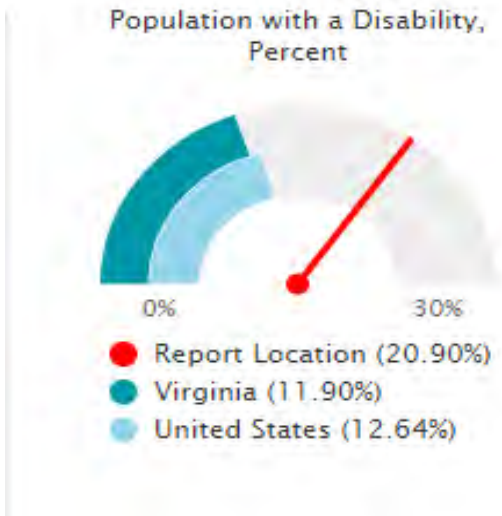 Population with a Disability,
Percent
0%
30%
Report Location (20.90%)
Virginia (11.90%)
United States (12.64%)